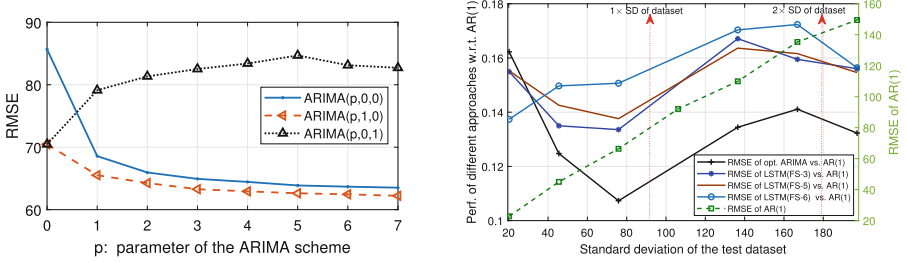 90
80
70
60
RMSE
0 1 2 3 4 5 6 7
p: parameter of the ARIMA scheme
ARIMA(p,0,0)
ARIMA(p,1,0)
ARIMA(p,0,1)
0.18
0.16
0.14
0.12
0.1
Perf. of different approaches w.r.t. AR(1)
1× SD of dataset
2× SD of dataset
RMSE of opt. ARIMA vs. AR(1)
RMSE of LSTM(FS-3) vs. AR(1)
RMSE of LSTM(FS-5) vs. AR(1)
RMSE of LSTM(FS-6) vs. AR(1)
RMSE of AR(1)
20 40 60 80 100 120 140 160 180
Standard deviation of the test dataset
160
140
120
100
80
60
40
20
RMSE of AR(1)